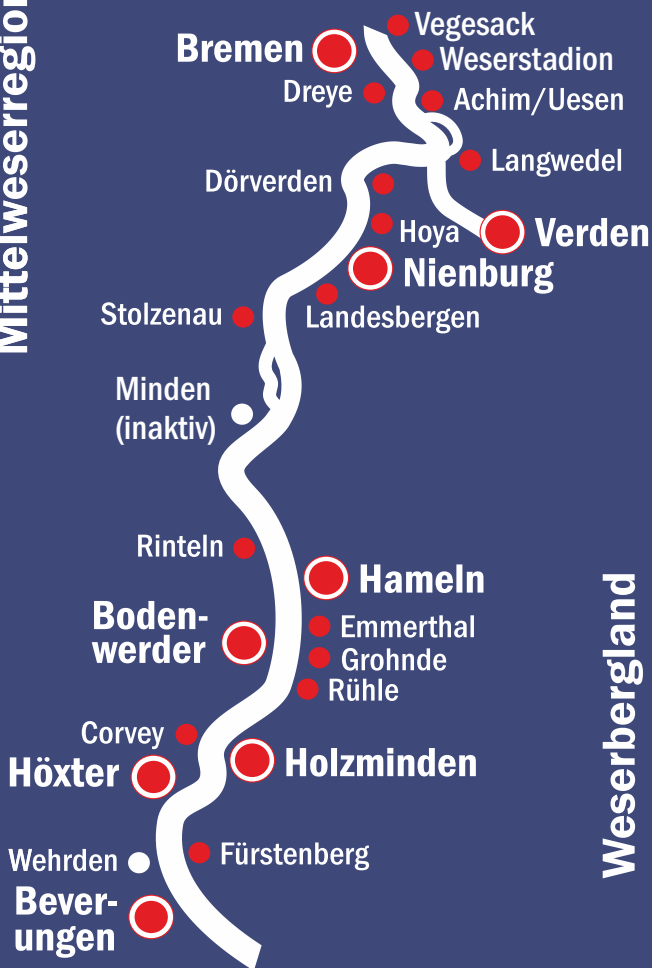 Mittelweserregion
Vegesack
Bremen
Weserstadion
Dreye
Achim/Uesen
Langwedel
Dörverden
Hoya
Verden
Nienburg
Landesbergen
Stolzenau
Minden
(inaktiv)
Rinteln
Hameln
Boden-
werder
Emmerthal
Grohnde
Rühle
Weserbergland
Corvey
Höxter
Holzminden
Wehrden
Fürstenberg
Bever-
ungen